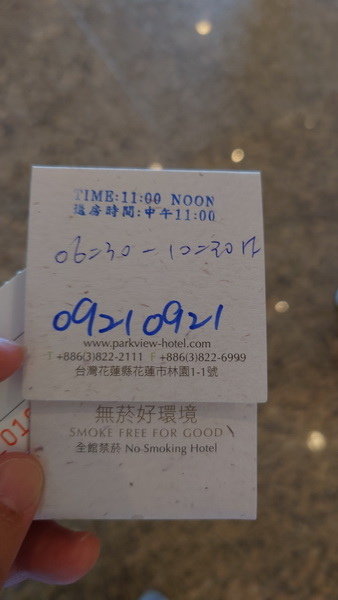 TIME:11:00 NOON
退房時間:中午11:00
06=30-10=30 1F
09210921
www.parkview-hotel.com
T +886(3)822-2111 F +886(3)822-6999
台灣花蓮縣花蓮市林園1-1號
無菸好環境
SMOKE FREE FOR GOOD
全館禁菸 No-Smoking Hotel